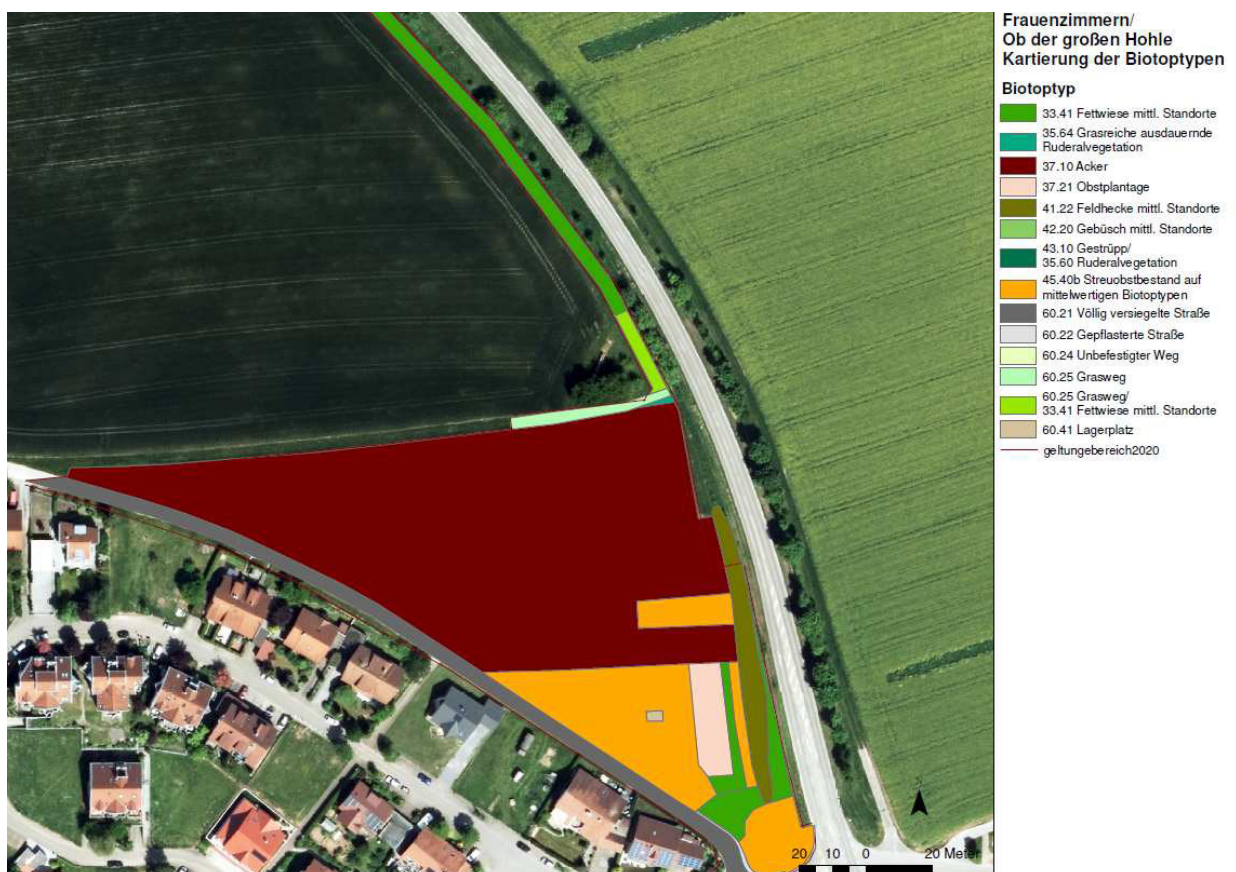 Frauenzimmern/
Ob der großen Hohle
Kartierung der Biotoptypen
Biotoptyp
33.41 Fettwiese mittl. Standorte
35.64 Grasreiche ausdauernde
Ruderalvegetation
37.10 Acker
37.21 Obstplantage
41.22 Feldhecke mittl. Standorte
42.20 Gebüsch mittl. Standorte
43.10 Gestrüpp/
35.60 Ruderalvegetation
45.40b Streuobstbestand auf
mittelwertigen Biotoptypen
60.21 Völlig versiegelte Straße
60.22 Gepflasterte Straße
60.24 Unbefestigter Weg
60.25 Grasweg
60.25 Grasweg/
33.41 Fettwiese mittl. Standorte
60.41 Lagerplatz
geltungebereich2020
20 10 0 20 Meter